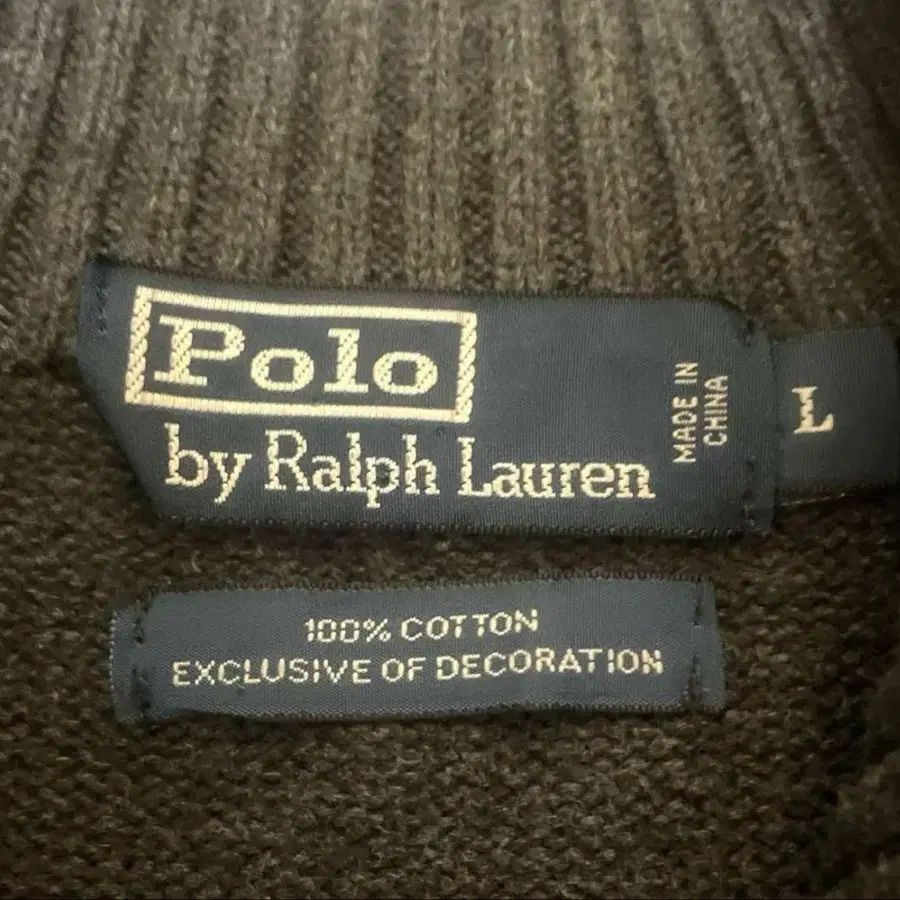 Polo
by Ralph Lauren
MADE IN
CHINA
L
100% COTTON
EXCLUSIVE OF DECORATION